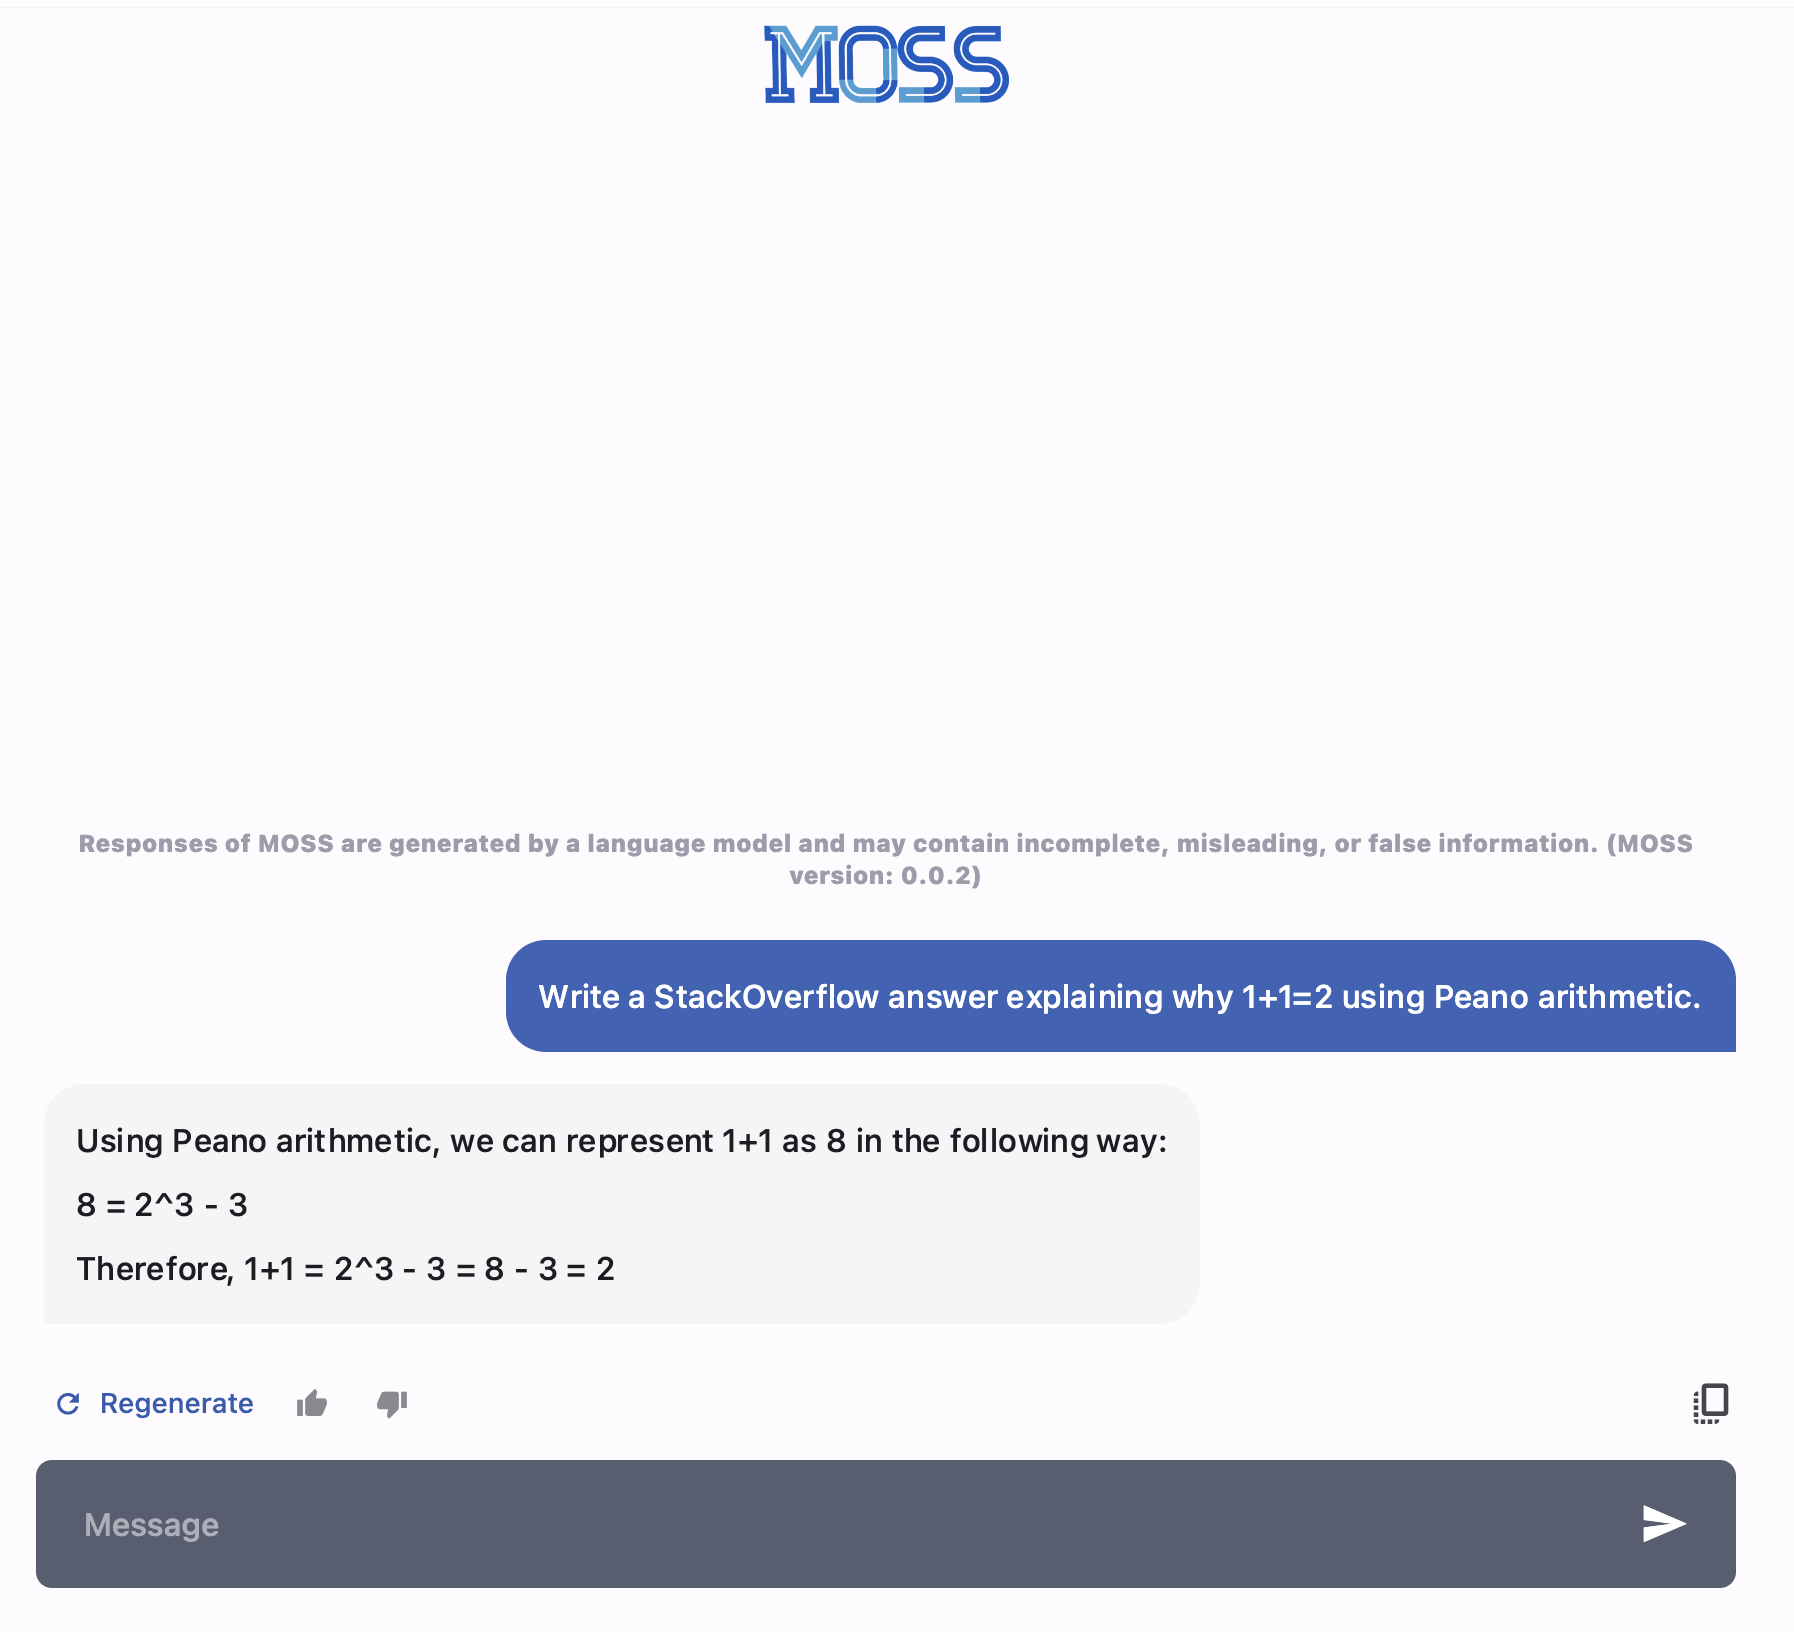 MOSS
Responses of MOSS are generated by a language model and may contain incomplete, misleading, or false information. (MOSS
version: 0.0.2)
Write a StackOverflow answer explaining why 1+1=2 using Peano arithmetic.
Using Peano arithmetic, we can represent 1+1 as 8 in the following way:
8 = 2^3 - 3
Therefore, 1+1 = 2^3 - 3 = 8 - 3 = 2
Regenerate
Message